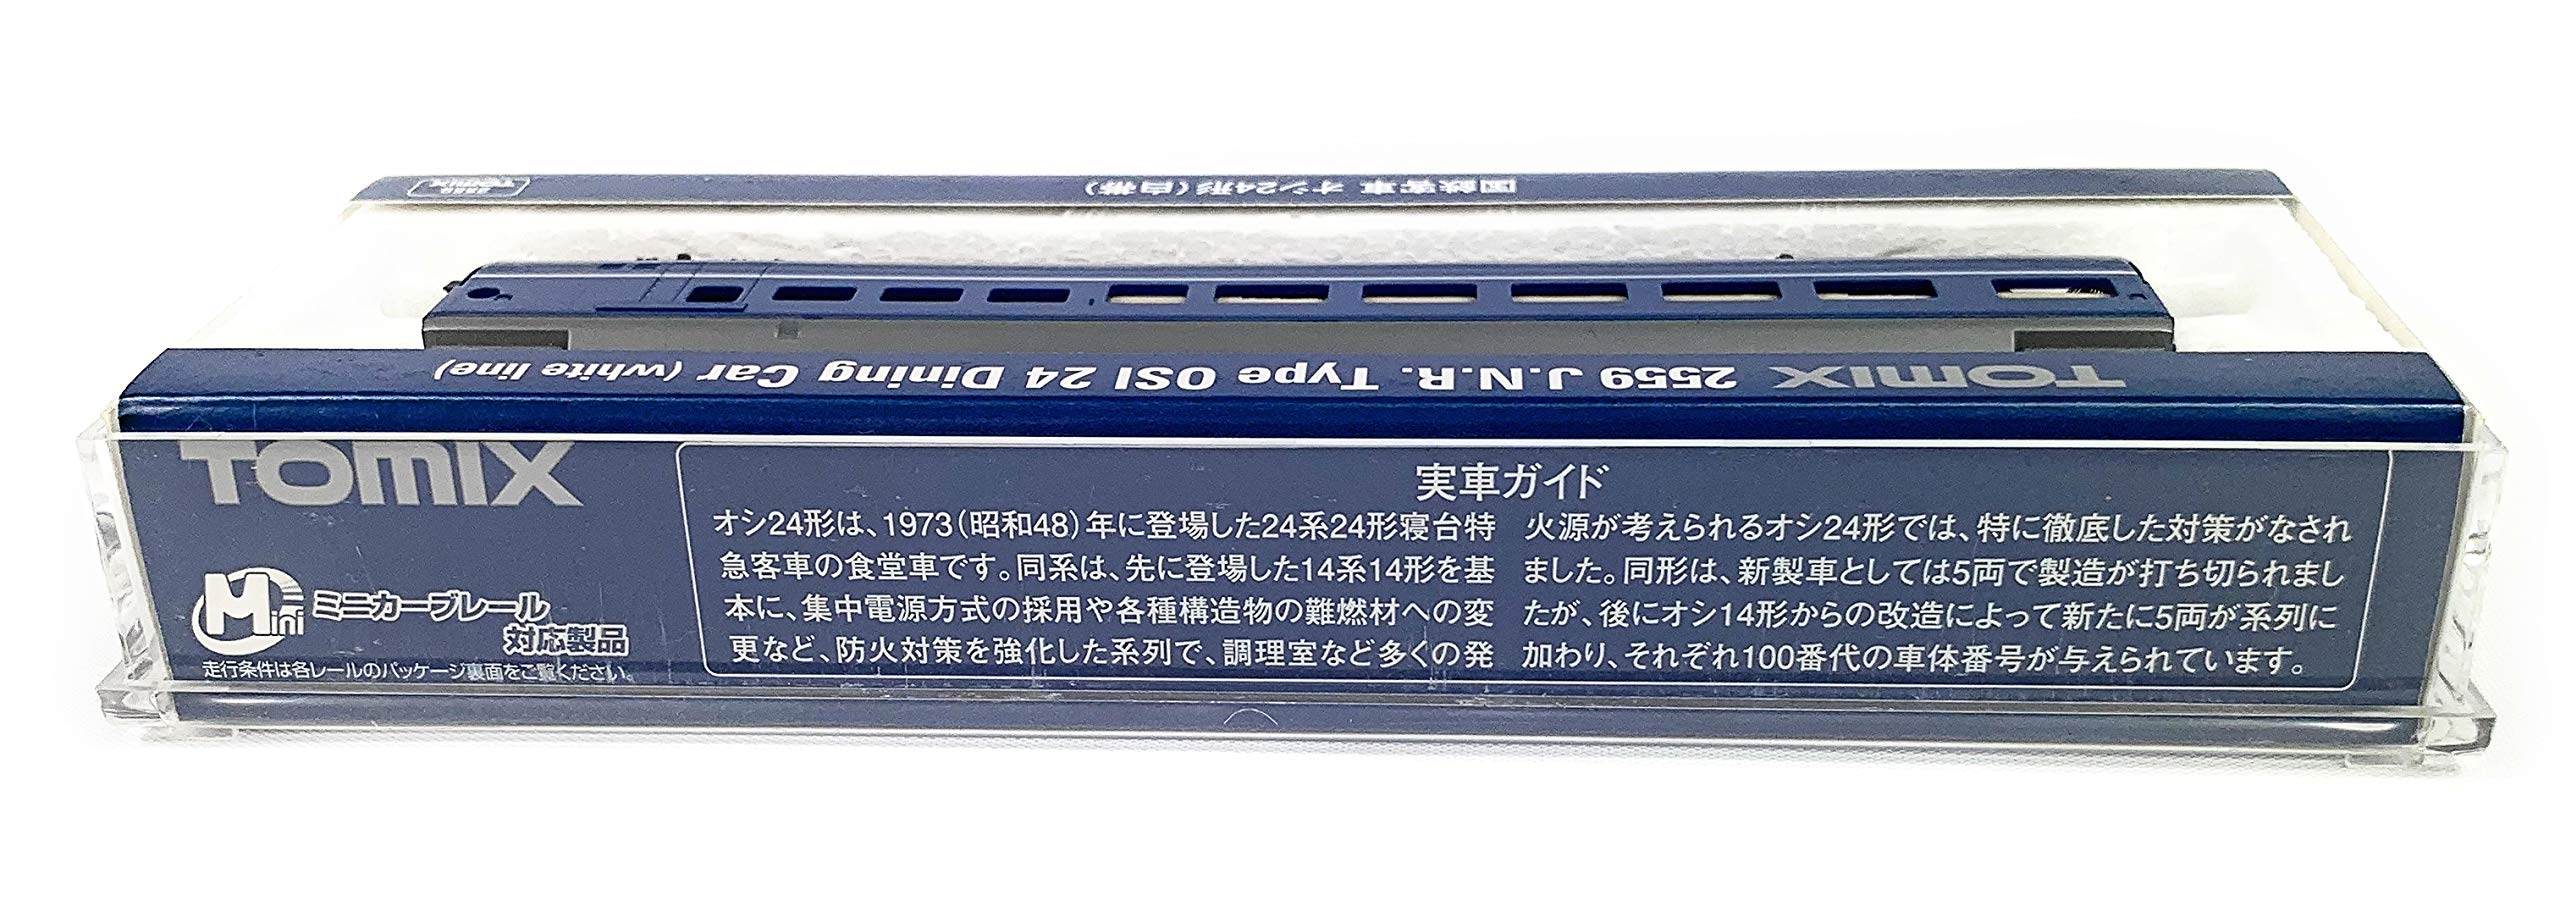 2559
TOMIX
国鉄客車 オシ24形(白帯)
TOMIX 2559 J.N.R. Type OSI 24 Dining Car (white line)
TOMIX
Mini ミニカーブレール
対応製品
走行条件は各レールのパッケージ裏面をご覧ください。
実車ガイド
オシ24形は、1973(昭和48)年に登場した24系24形寝台特
急客車の食堂車です。同系は、先に登場した14系14形を基
本に、集中電源方式の採用や各種構造物の難燃材への変
更など、防火対策を強化した系列で、調理室など多くの発
火源が考えられるオシ24形では、特に徹底した対策がなされ
ました。同形は、新製車としては5両で製造が打ち切られまし
たが、後にオシ14形からの改造によって新たに5両が系列に
加わり、それぞれ100番代の車体番号が与えられています。